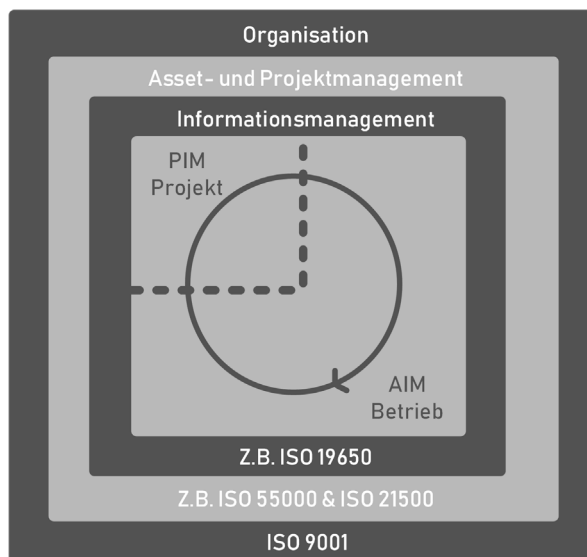 Organisation
Asset- und Projektmanagement
Informationsmanagement
PIM
Projekt
AIM
Betrieb
Z.B. ISO 19650
Z.B. ISO 55000 & ISO 21500
ISO 9001